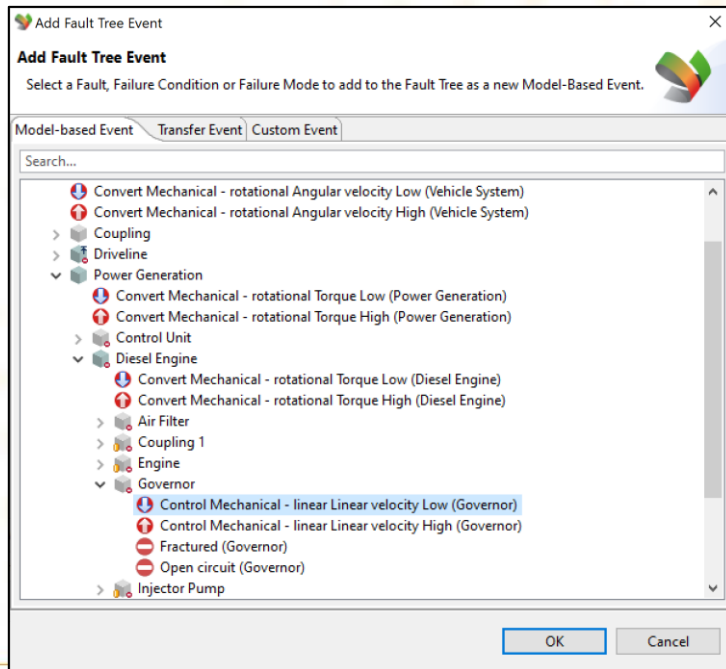 Add Fault Tree Event
Add Fault Tree Event
Select a Fault, Failure Condition or Failure Mode to add to the Fault Tree as a new Model-Based Event.
Model-based Event Transfer Event Custom Event
Search...
Convert Mechanical - rotational Angular velocity Low (Vehicle System)
Convert Mechanical - rotational Angular velocity High (Vehicle System)
Coupling
Driveline
Power Generation
Convert Mechanical - rotational Torque Low (Power Generation)
Convert Mechanical - rotational Torque High (Power Generation)
Control Unit
Diesel Engine
Convert Mechanical - rotational Torque Low (Diesel Engine)
Convert Mechanical - rotational Torque High (Diesel Engine)
Air Filter
Coupling 1
Engine
Governor
Control Mechanical - linear Linear velocity Low (Governor)
Control Mechanical - linear Linear velocity High (Governor)
Fractured (Governor)
Open circuit (Governor)
Injector Pump
OK Cancel